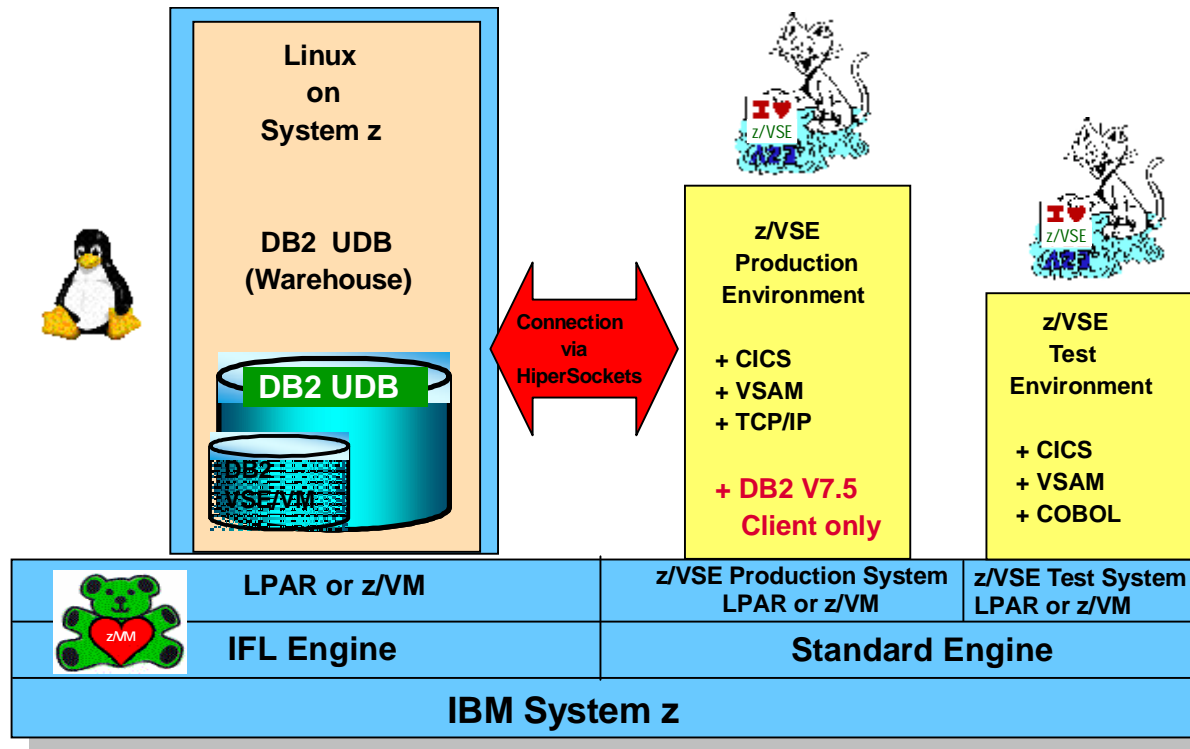 Linux
on
System z
DB2 UDB
(Warehouse)
DB2 UDB
DB2
VSE/VM
Connection
via
HiperSockets
I ♥
z/VSE
z/VSE
Production
Environment
+ CICS
+ VSAM
+ TCP/IP
+ DB2 V7.5
Client only
I ♥
z/VSE
z/VSE
Test
Environment
+ CICS
+ VSAM
+ COBOL
z/VM
LPAR or z/VM
z/VSE Production System
LPAR or z/VM
z/VSE Test System
LPAR or z/VM
IFL Engine
Standard Engine
IBM System z